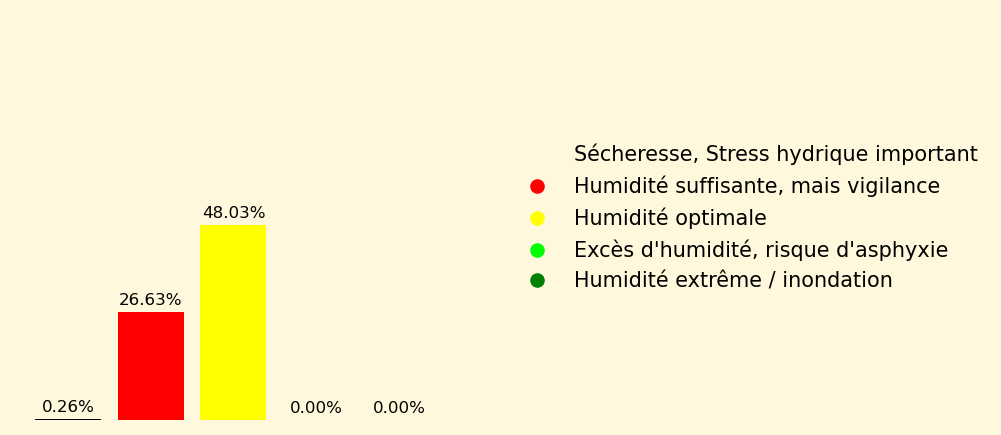 Sécheresse, Stress hydrique important
Humidité suffisante, mais vigilance
Humidité optimale
Excès d'humidité, risque d'asphyxie
Humidité extrême / inondation
48.03%
26.63%
0.26%
0.00%
0.00%